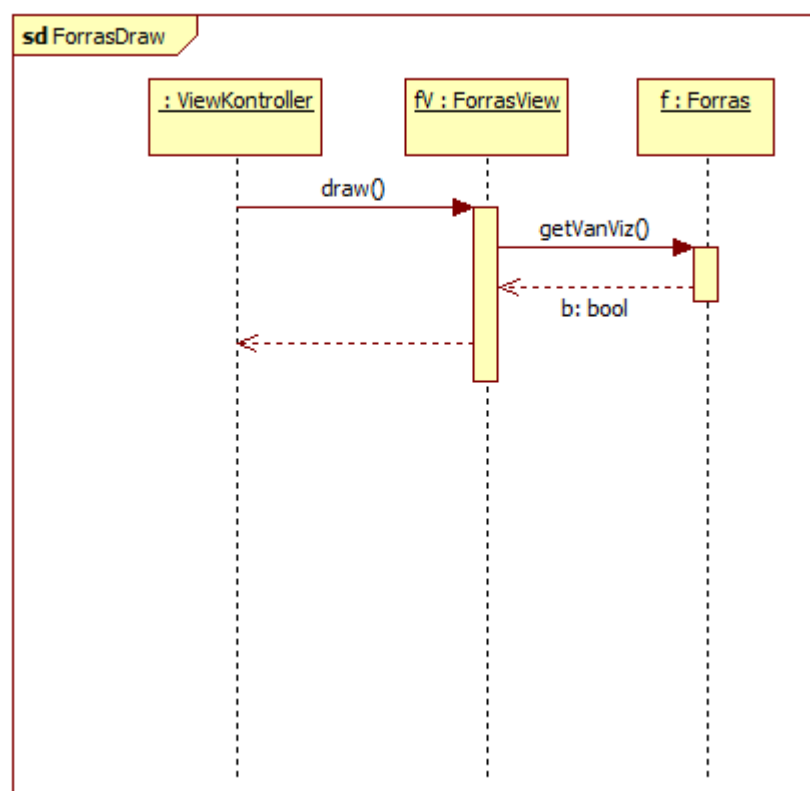 sd ForrasDraw
: ViewKontroller
fV : ForrasView
f : Forras
draw()
getVanViz()
b: bool